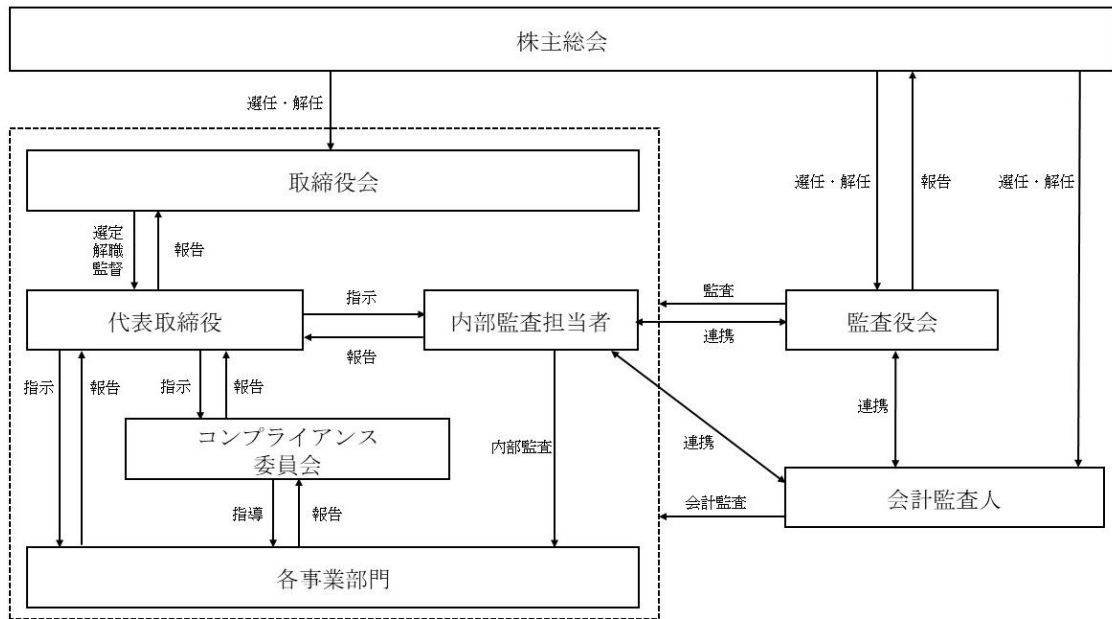 株主総会
選任・解任
取締役会
選任・解任
報告
選任・解任
選定
解職
監督
報告
代表取締役
指示
報告
内部監査担当者
監査
連携
監査役会
指示
報告
指示
報告
コンプライアンス
委員会
内部監査
連携
連携
会計監査人
会計監査
指導
報告
各事業部門